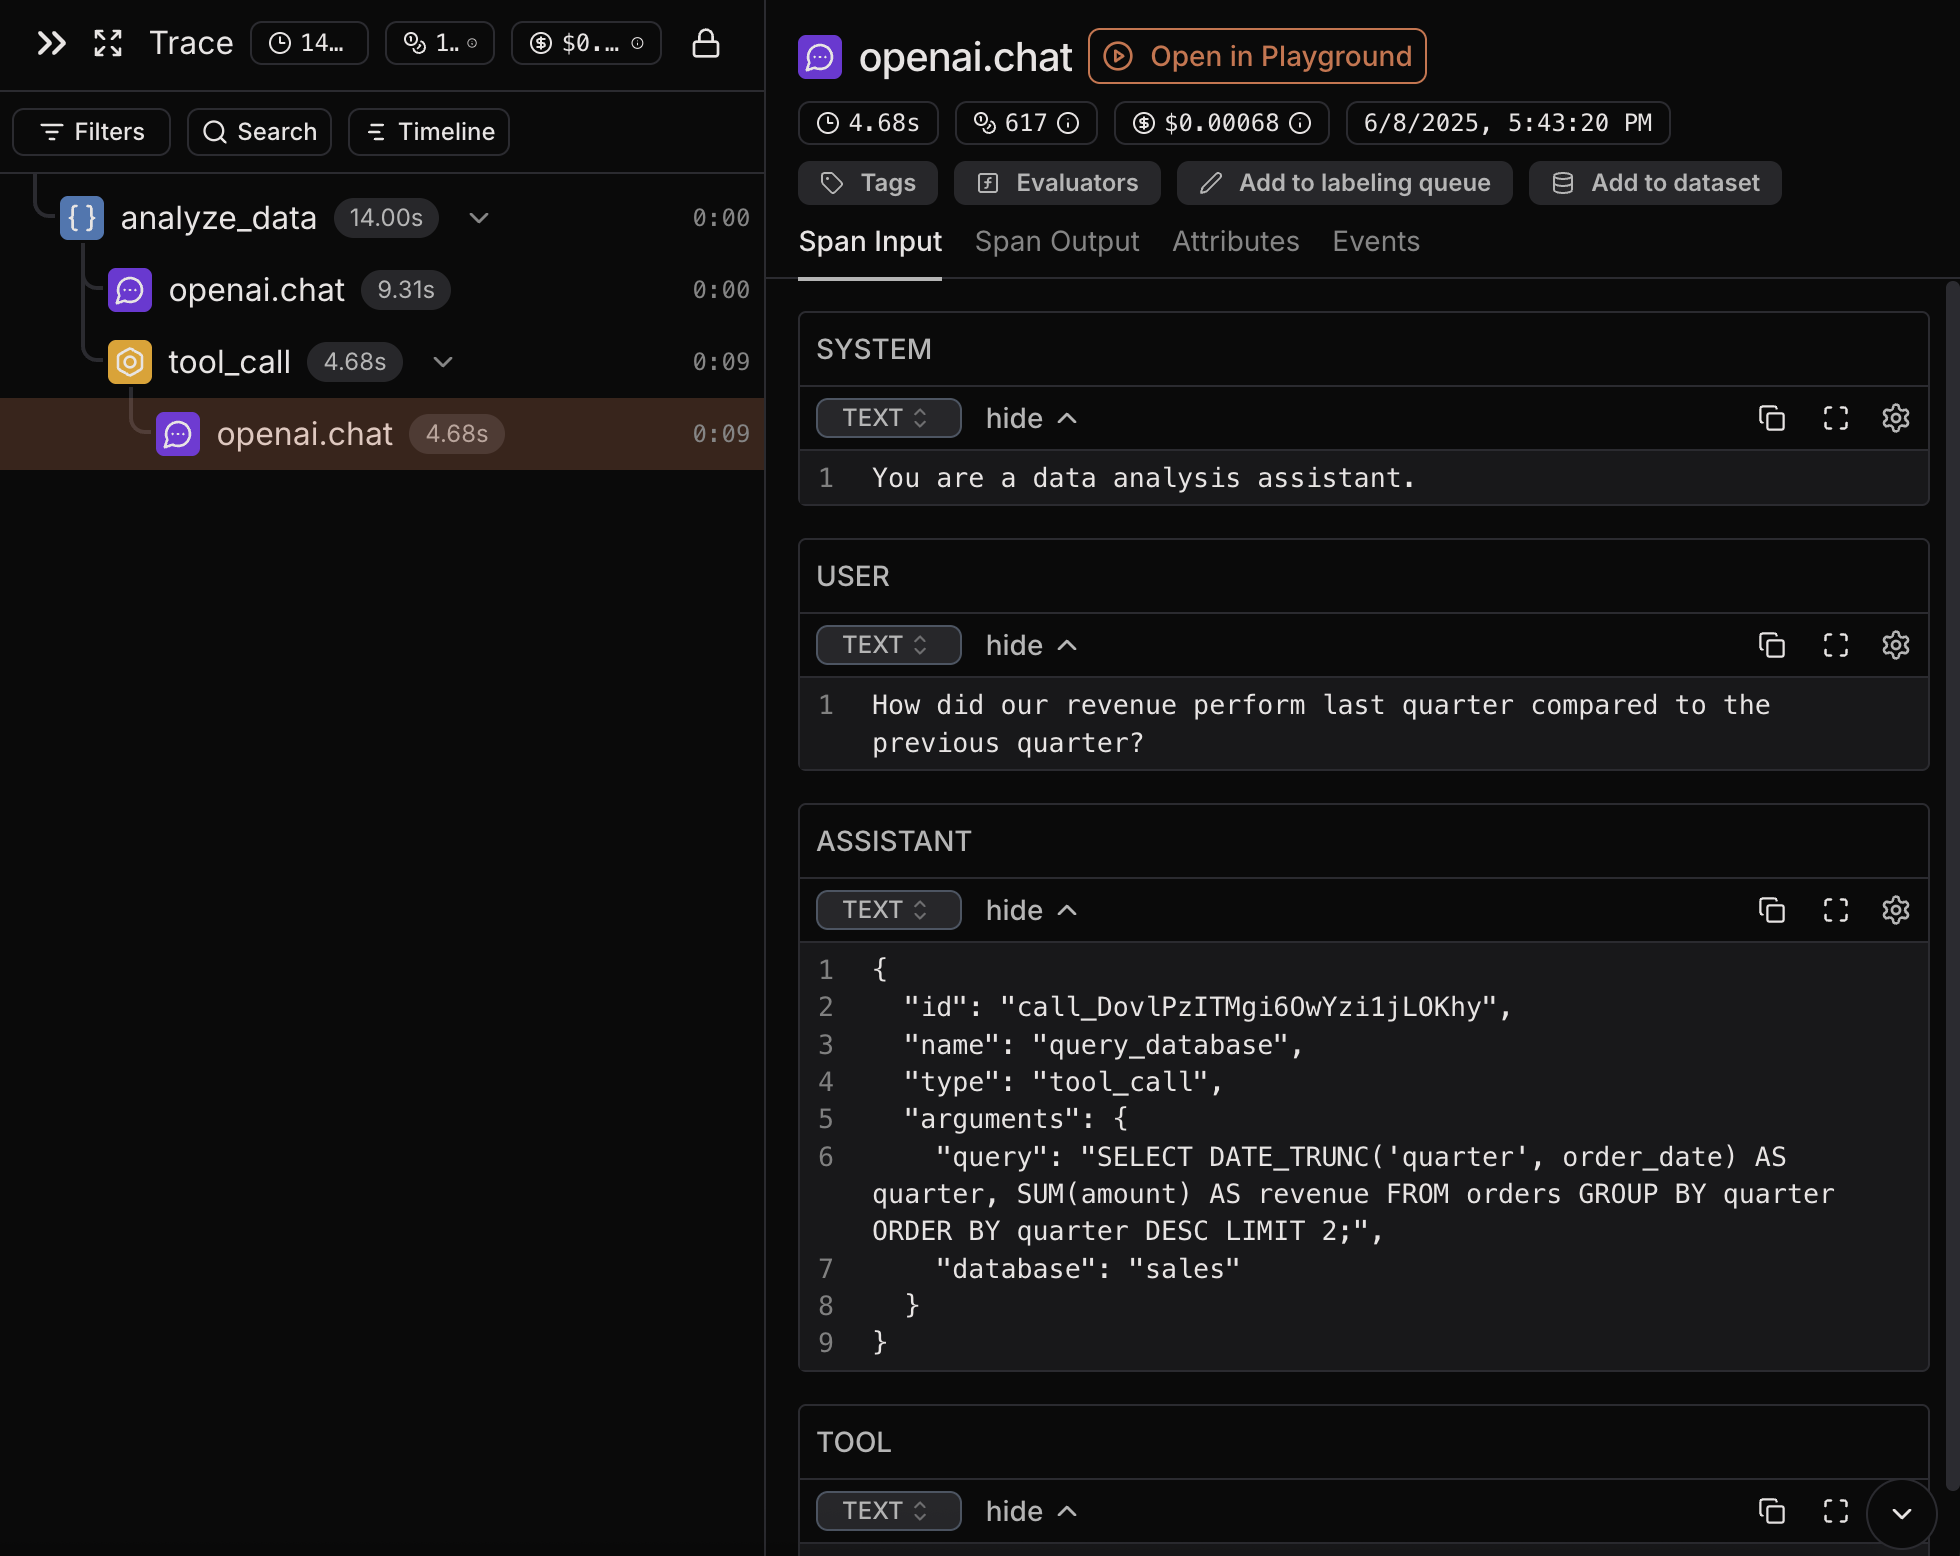 Trace 14... 1.. $0....
Filters Search Timeline
analyze_data 14.00s 0:00
openai.chat 9.31s 0:00
tool_call 4.68s 0:09
openai.chat 4.68s 0:09
openai.chat Open in Playground
4.68s 617 $0.00068 6/8/2025, 5:43:20 PM
Tags Evaluators Add to labeling queue Add to dataset
Span Input Span Output Attributes Events
SYSTEM
TEXT hide
1 You are a data analysis assistant.
USER
TEXT hide
1 How did our revenue perform last quarter compared to the
previous quarter?
ASSISTANT
TEXT hide
1 {
2 "id": "call_DovlPzITMgi6OwYzi1jLOKhy",
3 "name": "query_database",
4 "type": "tool_call",
5 "arguments": {
6 "query": "SELECT DATE_TRUNC('quarter', order_date) AS
quarter, SUM(amount) AS revenue FROM orders GROUP BY quarter
ORDER BY quarter DESC LIMIT 2;",
7 "database": "sales"
8 }
9 }
TOOL
TEXT hide